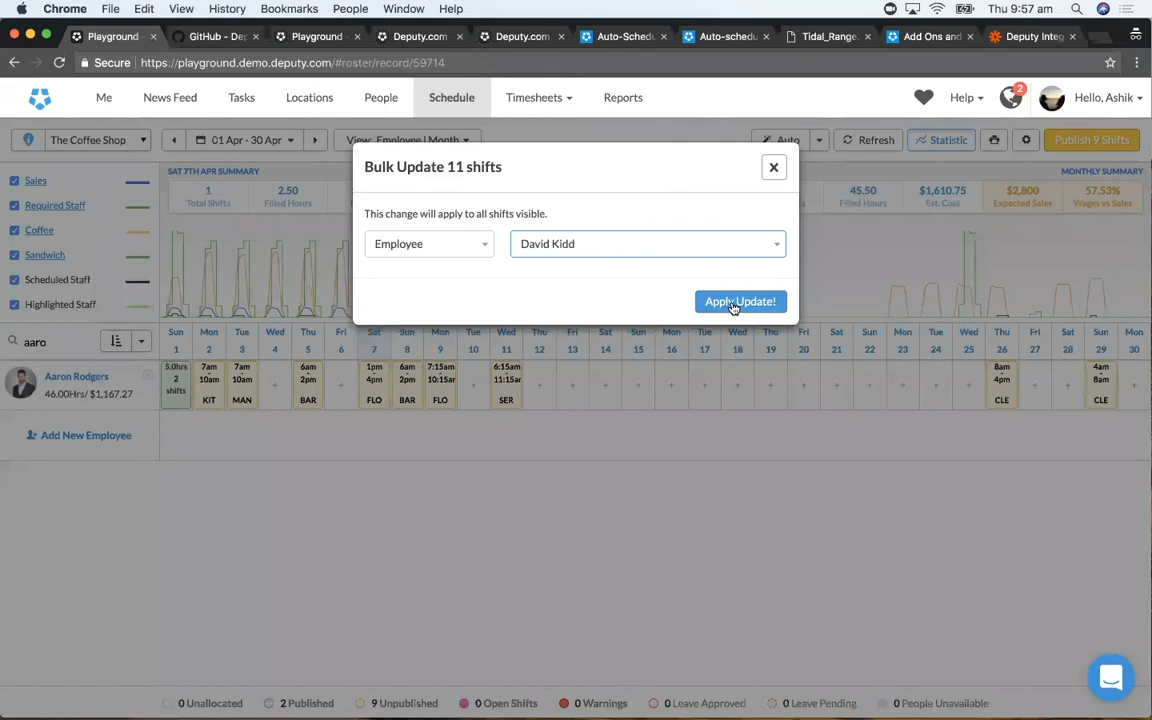 Chrome File Edit View History Bookmarks People Window Help Thu 9:57 am
Playground - × GitHub - Dep × Playground - × Deputy.com × Deputy.com × Auto-Schedu × Auto-schedu × Tidal_Range. × Add Ons and × Deputy Integ ×
Secure https://playground.demo.deputy.com/#roster/record/59714
Me News Feed Tasks Locations People Schedule Timesheets Reports Help 2 Hello, Ashik
The Coffee Shop 01 Apr - 30 Apr View: Employee | Month Auto Refresh Statistic Publish 9 Shifts
Bulk Update 11 shifts ×
SAT 7TH APR SUMMARY MONTHLY SUMMARY
Sales
1 2.50 45.50 $1,610.75 $2,800 57.53%
Total Shifts Filled Hours Filled Hours Est. Cost Expected Sales Wages vs Sales
Required Staff
This change will apply to all shifts visible.
Coffee
Employee David Kidd
Sandwich
Scheduled Staff
Highlighted Staff
Apply Update!
Sun Mon Tue Wed Thu Fri Sat Sun Mon Tue Wed Thu Fri Sat Sun Mon Tue Wed Thu Fri Sat Sun Mon Tue Wed Thu Fri Sat Sun Mon
aaro 1 2 3 4 5 6 7 8 9 10 11 12 13 14 15 16 17 18 19 20 21 22 23 24 25 26 27 28 29 30
5.0hrs 7am 7am 6am 1pm 6am 7:15am 6:15am 8am 4am
Aaron Rodgers 2 10am 10am 2pm 4pm 2pm 10:15am 11:15am 4pm 8am
46.00Hrs/ $1,167.27 shifts KIT MAN BAR FLO BAR FLO SER CLE CLE
Add New Employee
0 Unallocated 2 Published 9 Unpublished 0 Open Shifts 0 Warnings 0 Leave Approved 0 Leave Pending 0 People Unavailable